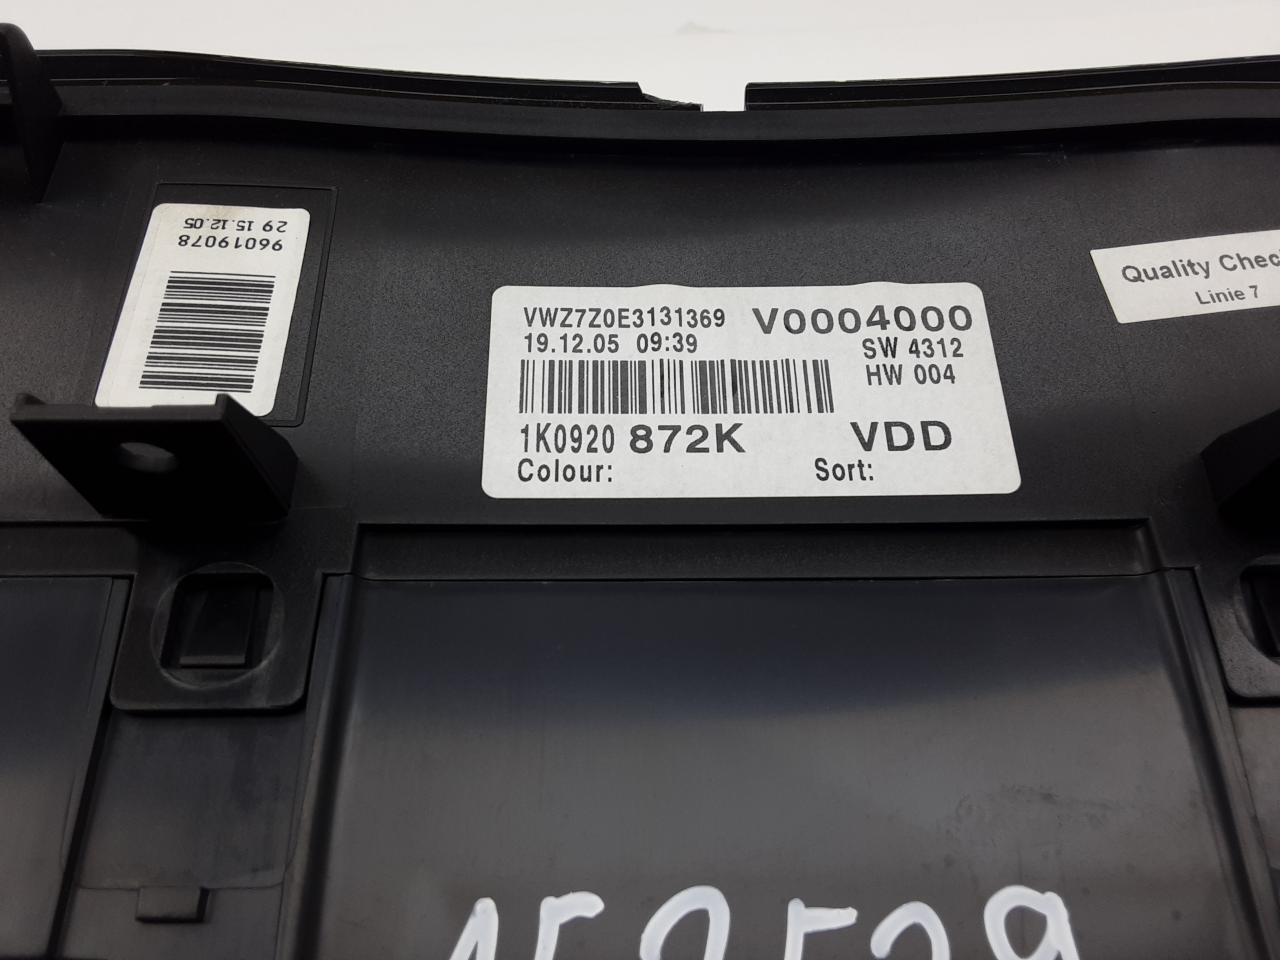 29 15.12.05
96019078
VWZ7Z0E3131369 V0004000
19.12.05 09:39 SW 4312
HW 004
1K0920 872K VDD
Colour: Sort:
Quality Chec
Linie 7